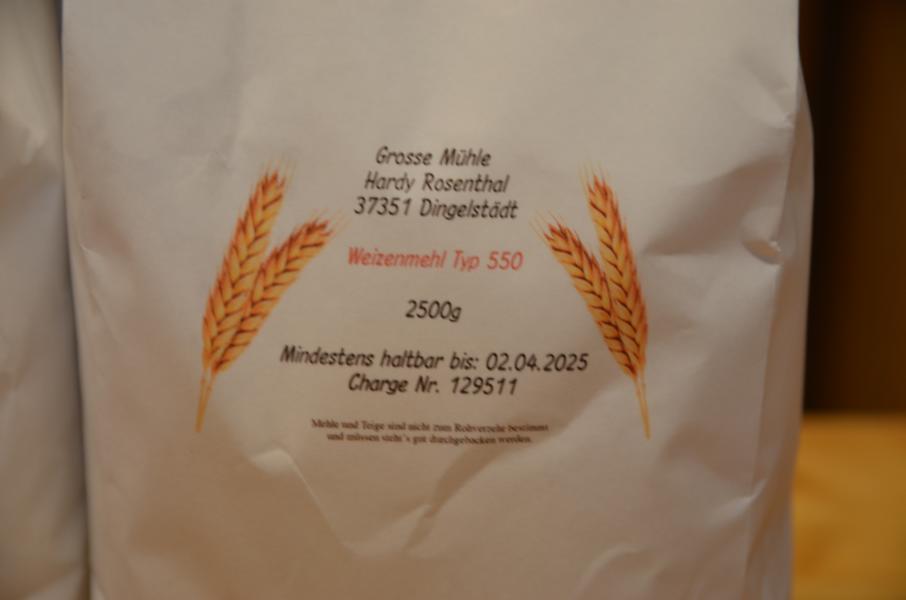 Grosse Mühle
Hardy Rosenthal
37351 Dingelstädt
Weizenmehl Typ 550
2500g
Mindestens haltbar bis: 02.04.2025
Charge Nr. 129511
Mehle und Teige sind nicht zum Rohverzehr bestimmt
und müssen steht's gut durchgebacken werden.